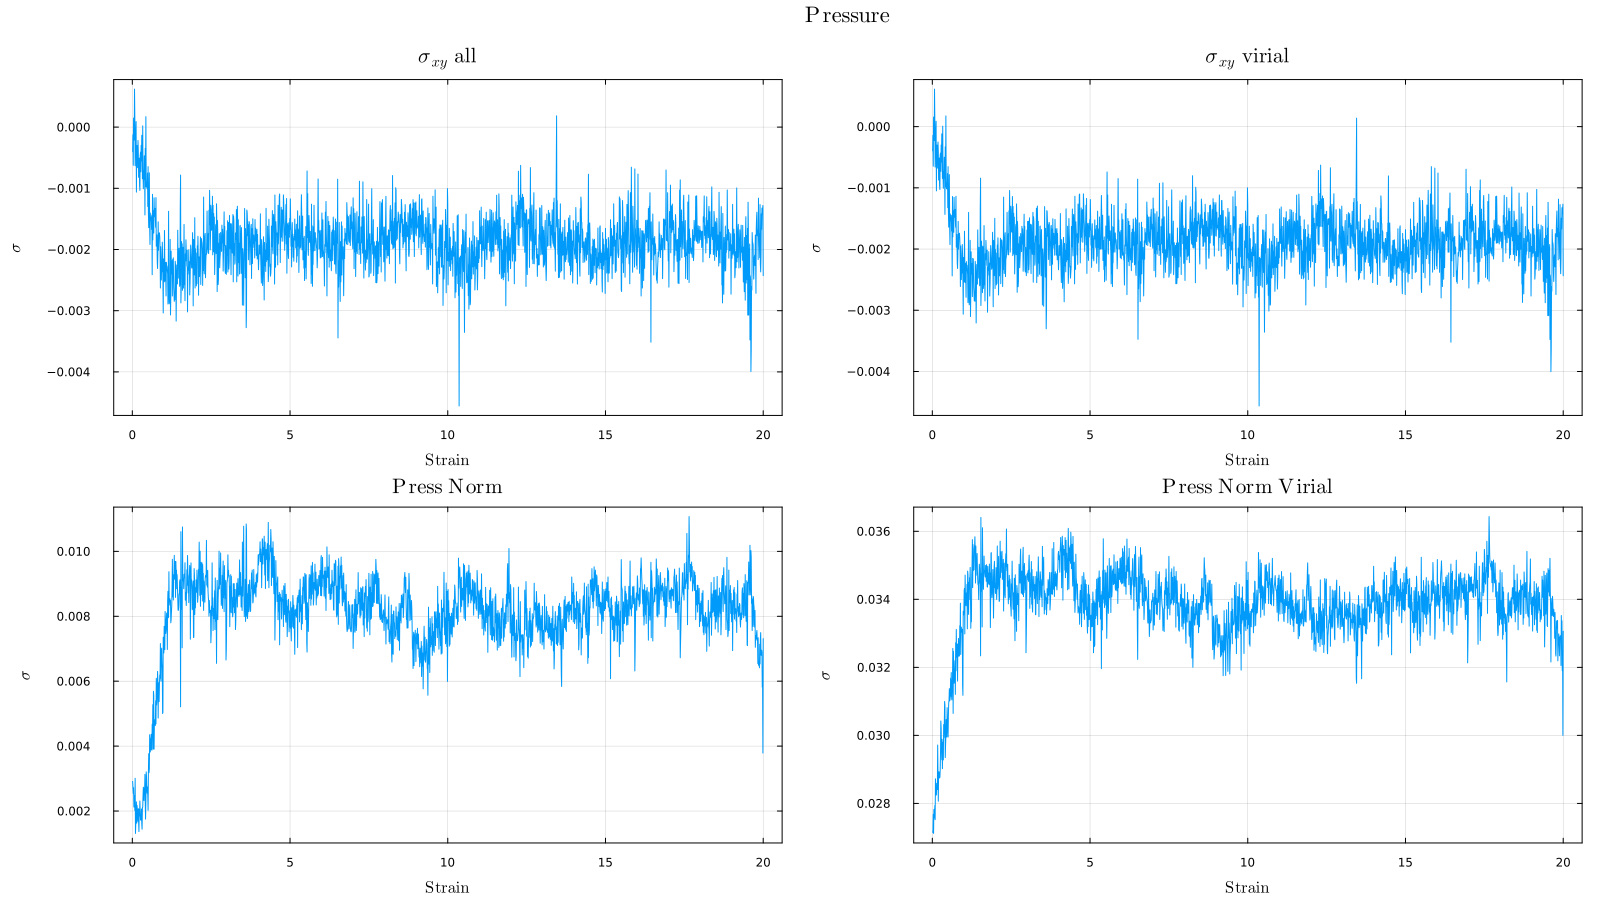 Pressure
σxy all
σ
0.000
−0.001
−0.002
−0.003
−0.004
0 5 10 15 20
Strain
σxy virial
σ
0.000
−0.001
−0.002
−0.003
−0.004
0 5 10 15 20
Strain
Press Norm
σ
0.010
0.008
0.006
0.004
0.002
0 5 10 15 20
Strain
Press Norm Virial
σ
0.036
0.034
0.032
0.030
0.028
0 5 10 15 20
Strain